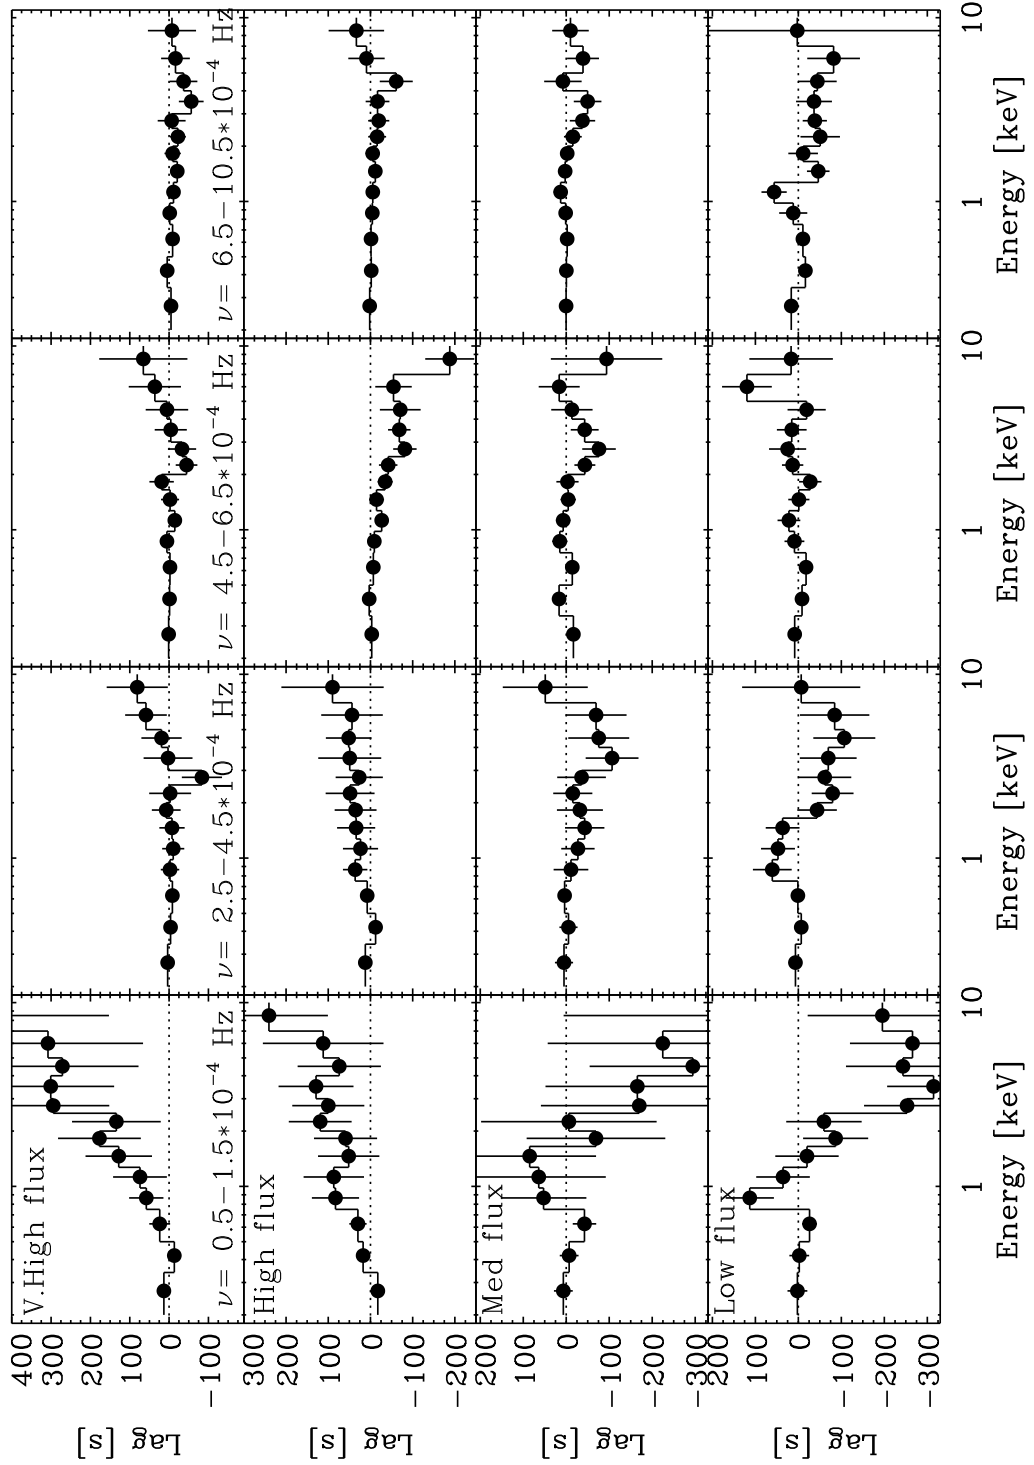 V.High flux
400
300
200
100
0
−100
Lag [s]
ν= 0.5−1.5*10−4 Hz
ν= 2.5−4.5*10−4 Hz
ν= 4.5−6.5*10−4 Hz
ν= 6.5−10.5*10−4 Hz
High flux
300
200
100
0
−100
−200
Lag [s]
Med flux
200
100
0
−100
−200
−300
Lag [s]
Low flux
200
100
0
−100
−200
−300
Lag [s]
1 10 1 10 1 10 1 10
Energy [keV] Energy [keV] Energy [keV] Energy [keV]